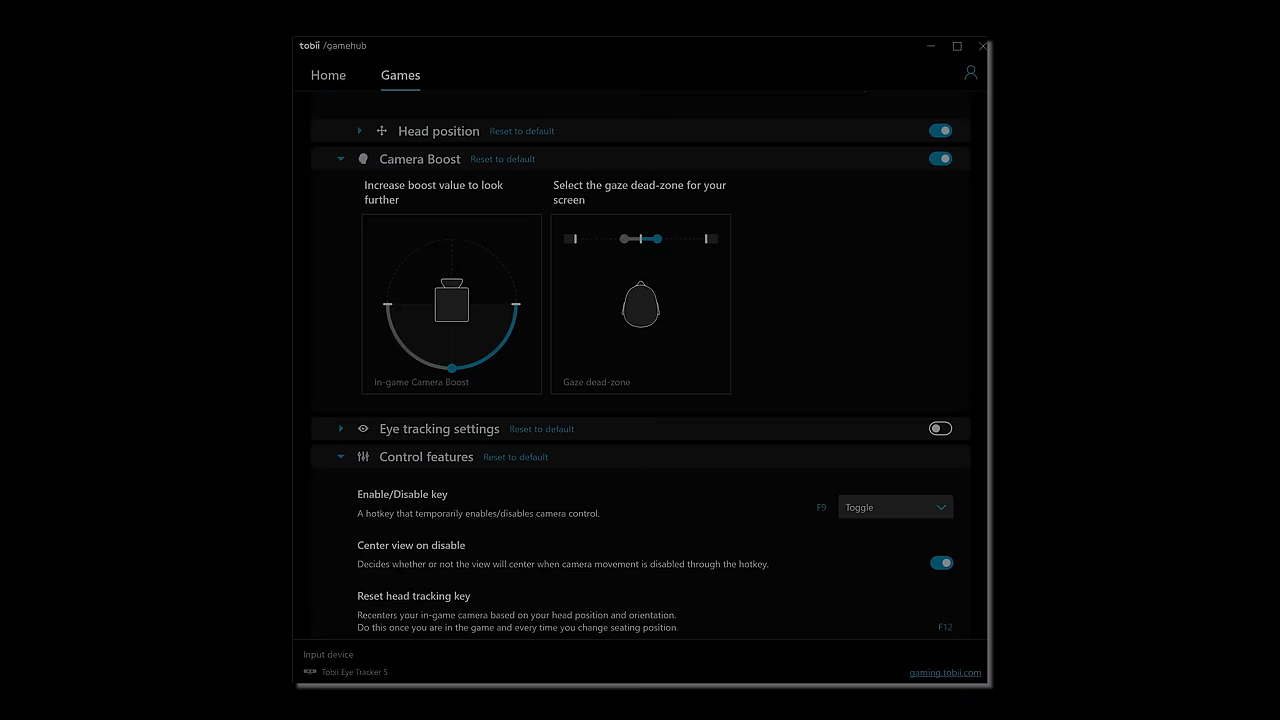 tobii /gamehub
Home Games
Head position Reset to default
Camera Boost Reset to default
Increase boost value to look
further
Select the gaze dead-zone for your
screen
In-game Camera Boost
Gaze dead-zone
Eye tracking settings Reset to default
Control features Reset to default
Enable/Disable key
A hotkey that temporarily enables/disables camera control.
F9 Toggle
Center view on disable
Decides whether or not the view will center when camera movement is disabled through the hotkey.
Reset head tracking key
Recenters your in-game camera based on your head position and orientation.
Do this once you are in the game and every time you change seating position.
F12
Input device
Tobii Eye Tracker 5
gaming.tobii.com